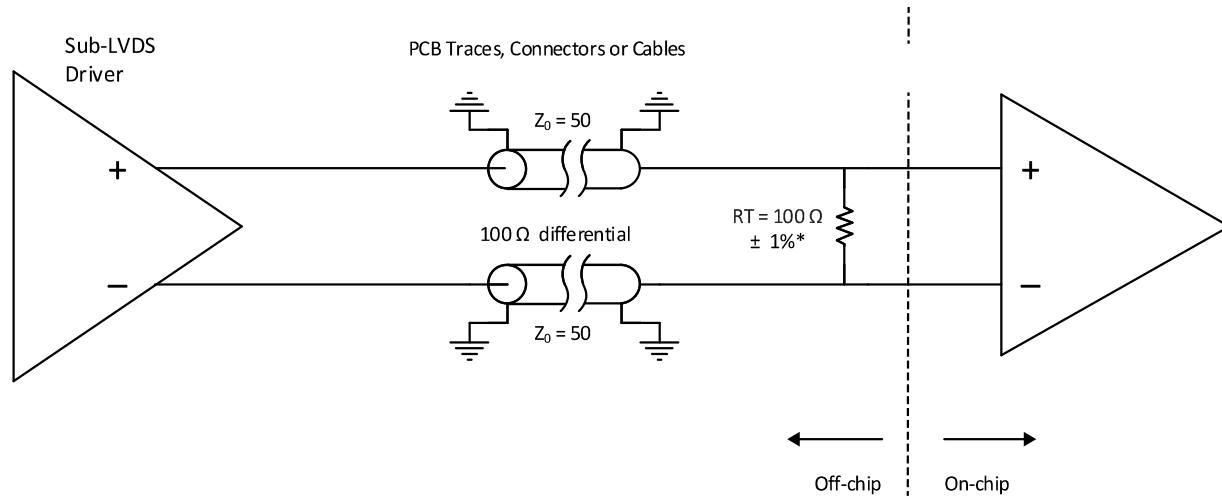 Sub-LVDS
Driver
PCB Traces, Connectors or Cables
Z₀ = 50
+
+
RT = 100 Ω
± 1%*
100 Ω differential
−
−
Z₀ = 50
Off-chip
On-chip